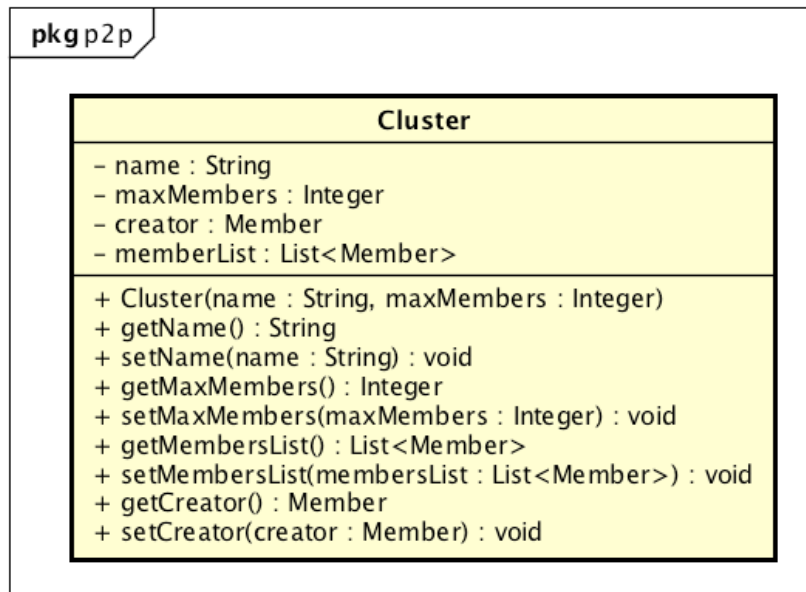 pkg p2p
Cluster
– name : String
– maxMembers : Integer
– creator : Member
– memberList : List<Member>
+ Cluster(name : String, maxMembers : Integer)
+ getName() : String
+ setName(name : String) : void
+ getMaxMembers() : Integer
+ setMaxMembers(maxMembers : Integer) : void
+ getMembersList() : List<Member>
+ setMembersList(membersList : List<Member>) : void
+ getCreator() : Member
+ setCreator(creator : Member) : void